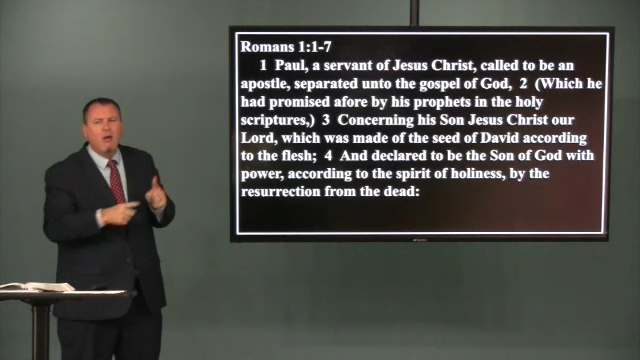 Romans 1:1-7
1 Paul, a servant of Jesus Christ, called to be an
apostle, separated unto the gospel of God, 2 (Which he
had promised afore by his prophets in the holy
scriptures,) 3 Concerning his Son Jesus Christ our
Lord, which was made of the seed of David according
to the flesh; 4 And declared to be the Son of God with
power, according to the spirit of holiness, by the
resurrection from the dead: